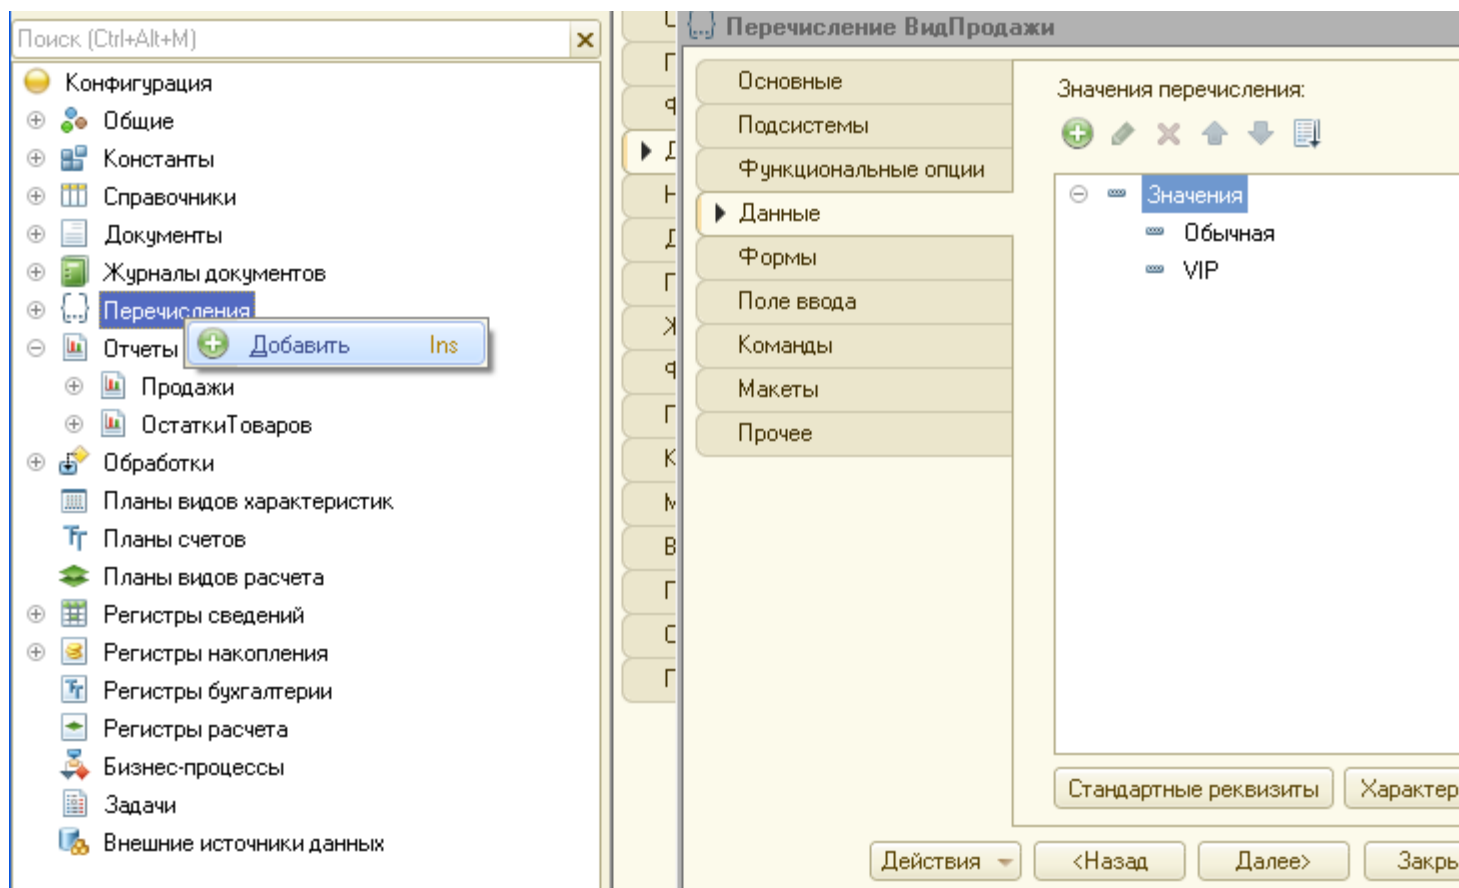 Поиск (Ctrl+Alt+M)
Конфигурация
Общие
Константы
Справочники
Документы
Журналы документов
Перечисления
Добавить Ins
Отчеты
Продажи
ОстаткиТоваров
Обработки
Планы видов характеристик
Планы счетов
Планы видов расчета
Регистры сведений
Регистры накопления
Регистры бухгалтерии
Регистры расчета
Бизнес-процессы
Задачи
Внешние источники данных
Перечисление ВидПродажи
Основные
Подсистемы
Функциональные опции
Данные
Формы
Поле ввода
Команды
Макеты
Прочее
Значения перечисления:
Значения
Обычная
VIP
Стандартные реквизиты
Характер
Действия
<Назад
Далее>
Закры